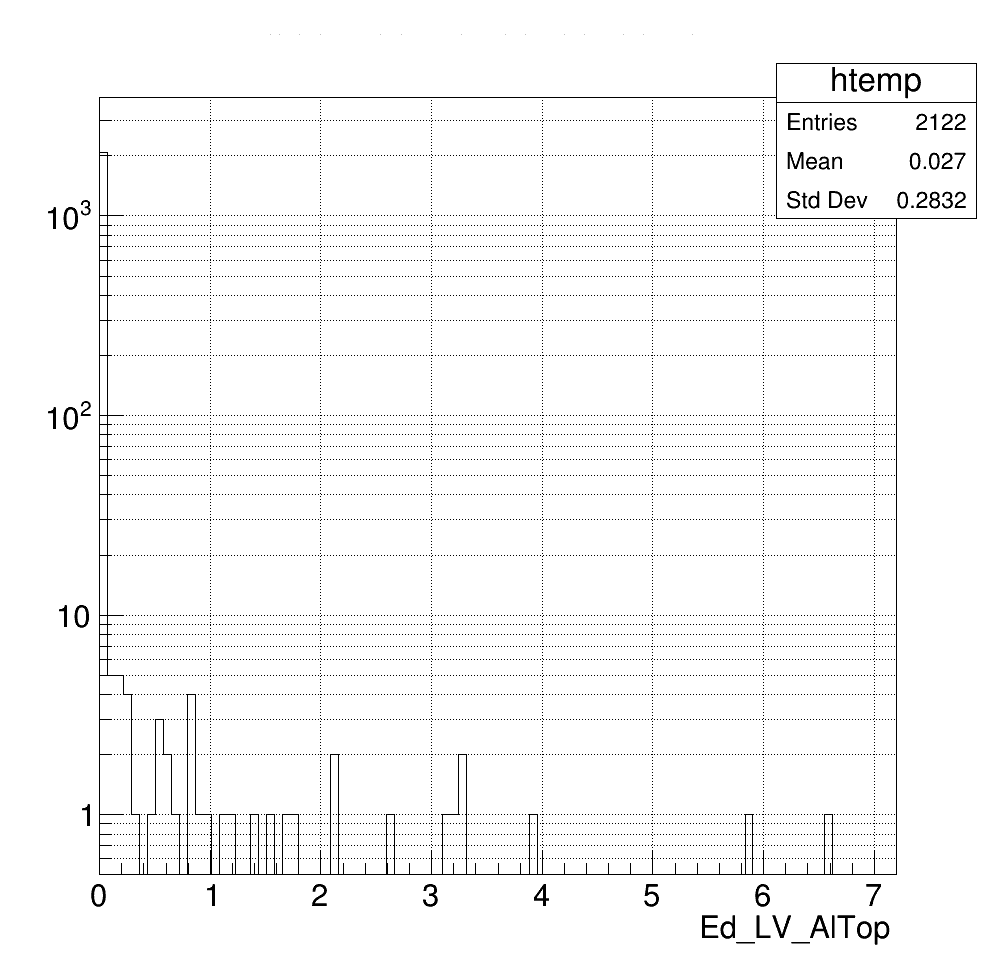 htemp
Entries 2122
Mean 0.027
Std Dev 0.2832
10³
10²
10
1
0 1 2 3 4 5 6 7
Ed_LV_AlTop